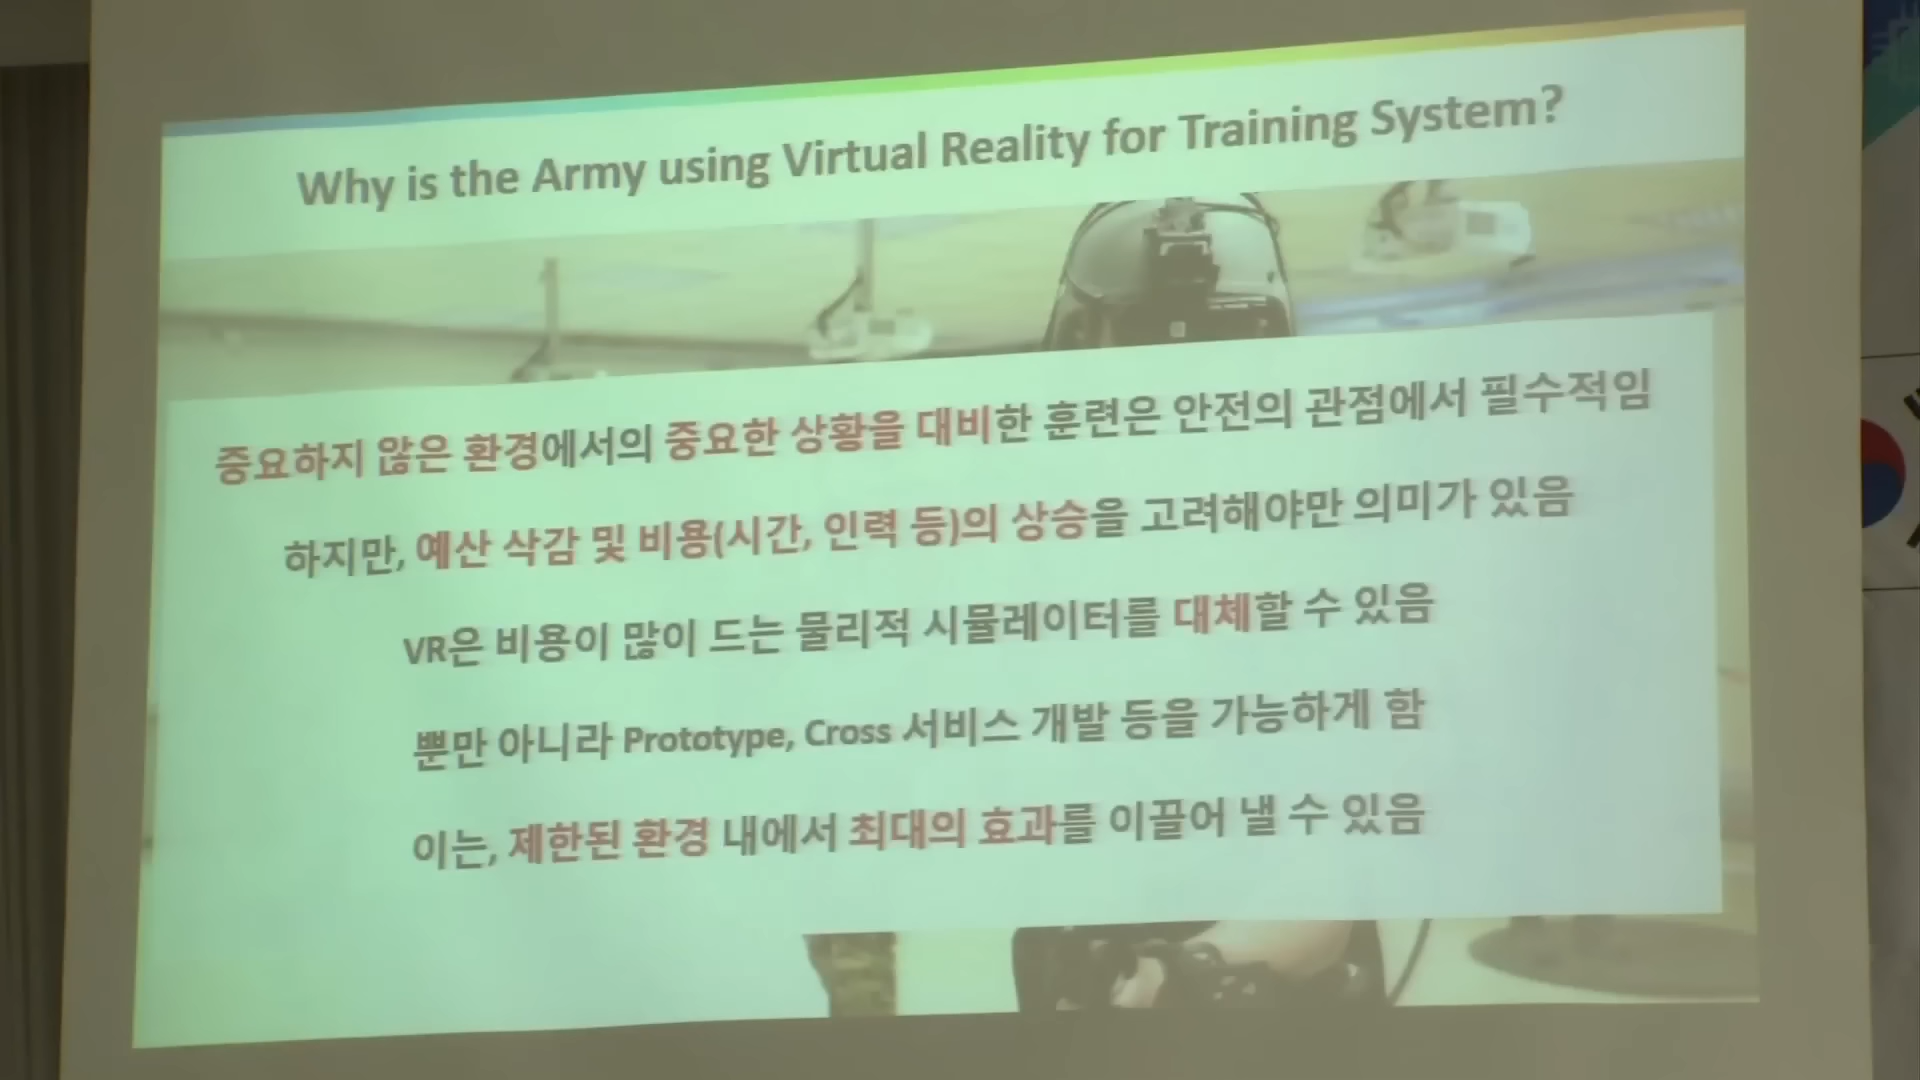 Why is the Army using Virtual Reality for Training System?
중요하지 않은 환경에서의 중요한 상황을 대비한 훈련은 안전의 관점에서 필수적임
하지만, 예산 삭감 및 비용(시간, 인력 등)의 상승을 고려해야만 의미가 있음
VR은 비용이 많이 드는 물리적 시뮬레이터를 대체할 수 있음
뿐만 아니라 Prototype, Cross 서비스 개발 등을 가능하게 함
이는, 제한된 환경 내에서 최대의 효과를 이끌어 낼 수 있음